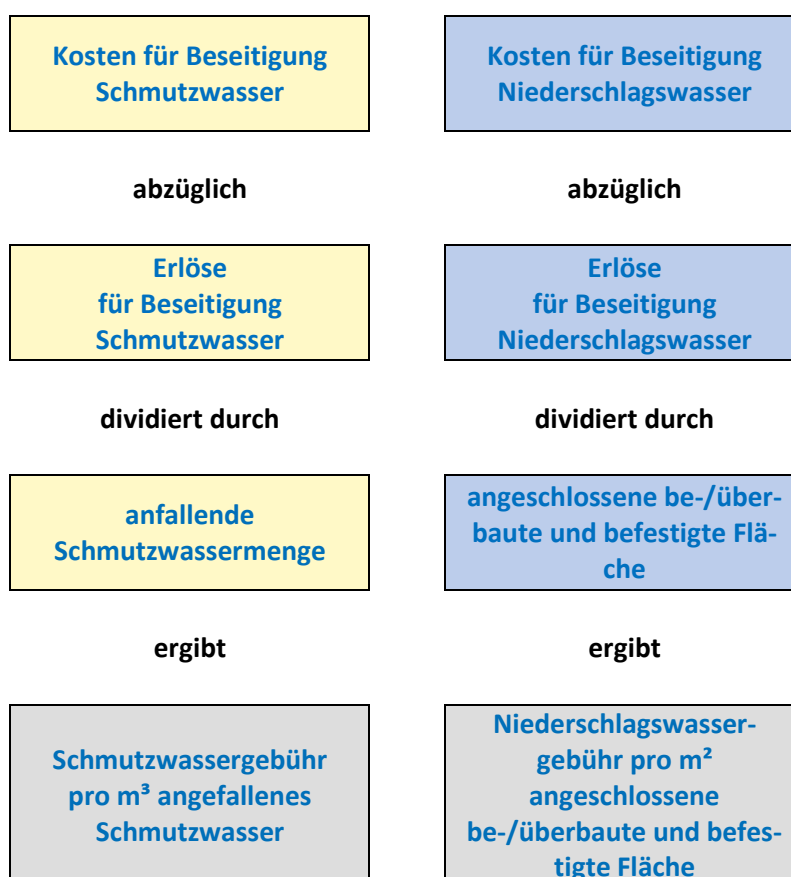 Kosten für Beseitigung
Schmutzwasser
abzüglich
Erlöse
für Beseitigung
Schmutzwasser
dividiert durch
anfallende
Schmutzwassermenge
ergibt
Schmutzwassergebühr
pro m³ angefallenes
Schmutzwasser
Kosten für Beseitigung
Niederschlagswasser
abzüglich
Erlöse
für Beseitigung
Niederschlagswasser
dividiert durch
angeschlossene be-/über-
baute und befestigte Flä-
che
ergibt
Niederschlagswasser-
gebühr pro m²
angeschlossene
be-/überbaute und befes-
tigte Fläche